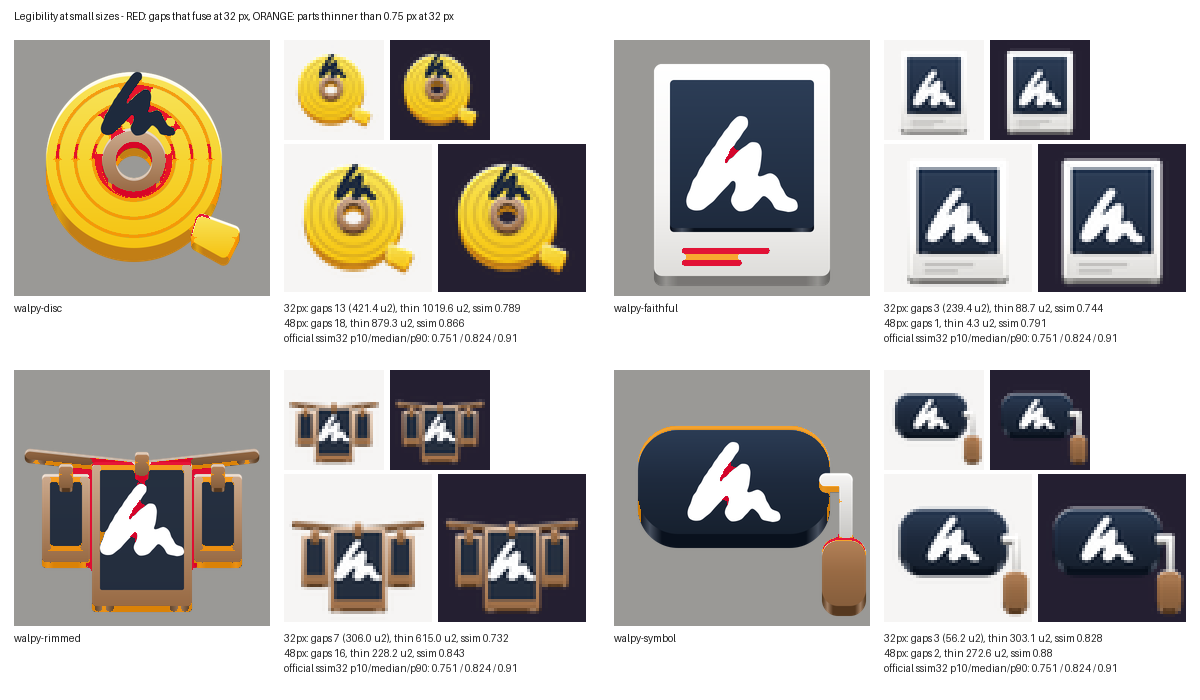 Legibility at small sizes - RED: gaps that fuse at 32 px, ORANGE: parts thinner than 0.75 px at 32 px
walpy-disc
32px: gaps 13 (421.4 u2), thin 1019.6 u2, ssim 0.789
48px: gaps 18, thin 879.3 u2, ssim 0.866
official ssim32 p10/median/p90: 0.751 / 0.824 / 0.91
walpy-faithful
32px: gaps 3 (239.4 u2), thin 88.7 u2, ssim 0.744
48px: gaps 1, thin 4.3 u2, ssim 0.791
official ssim32 p10/median/p90: 0.751 / 0.824 / 0.91
walpy-rimmed
32px: gaps 7 (306.0 u2), thin 615.0 u2, ssim 0.732
48px: gaps 16, thin 228.2 u2, ssim 0.843
official ssim32 p10/median/p90: 0.751 / 0.824 / 0.91
walpy-symbol
32px: gaps 3 (56.2 u2), thin 303.1 u2, ssim 0.828
48px: gaps 2, thin 272.6 u2, ssim 0.88
official ssim32 p10/median/p90: 0.751 / 0.824 / 0.91